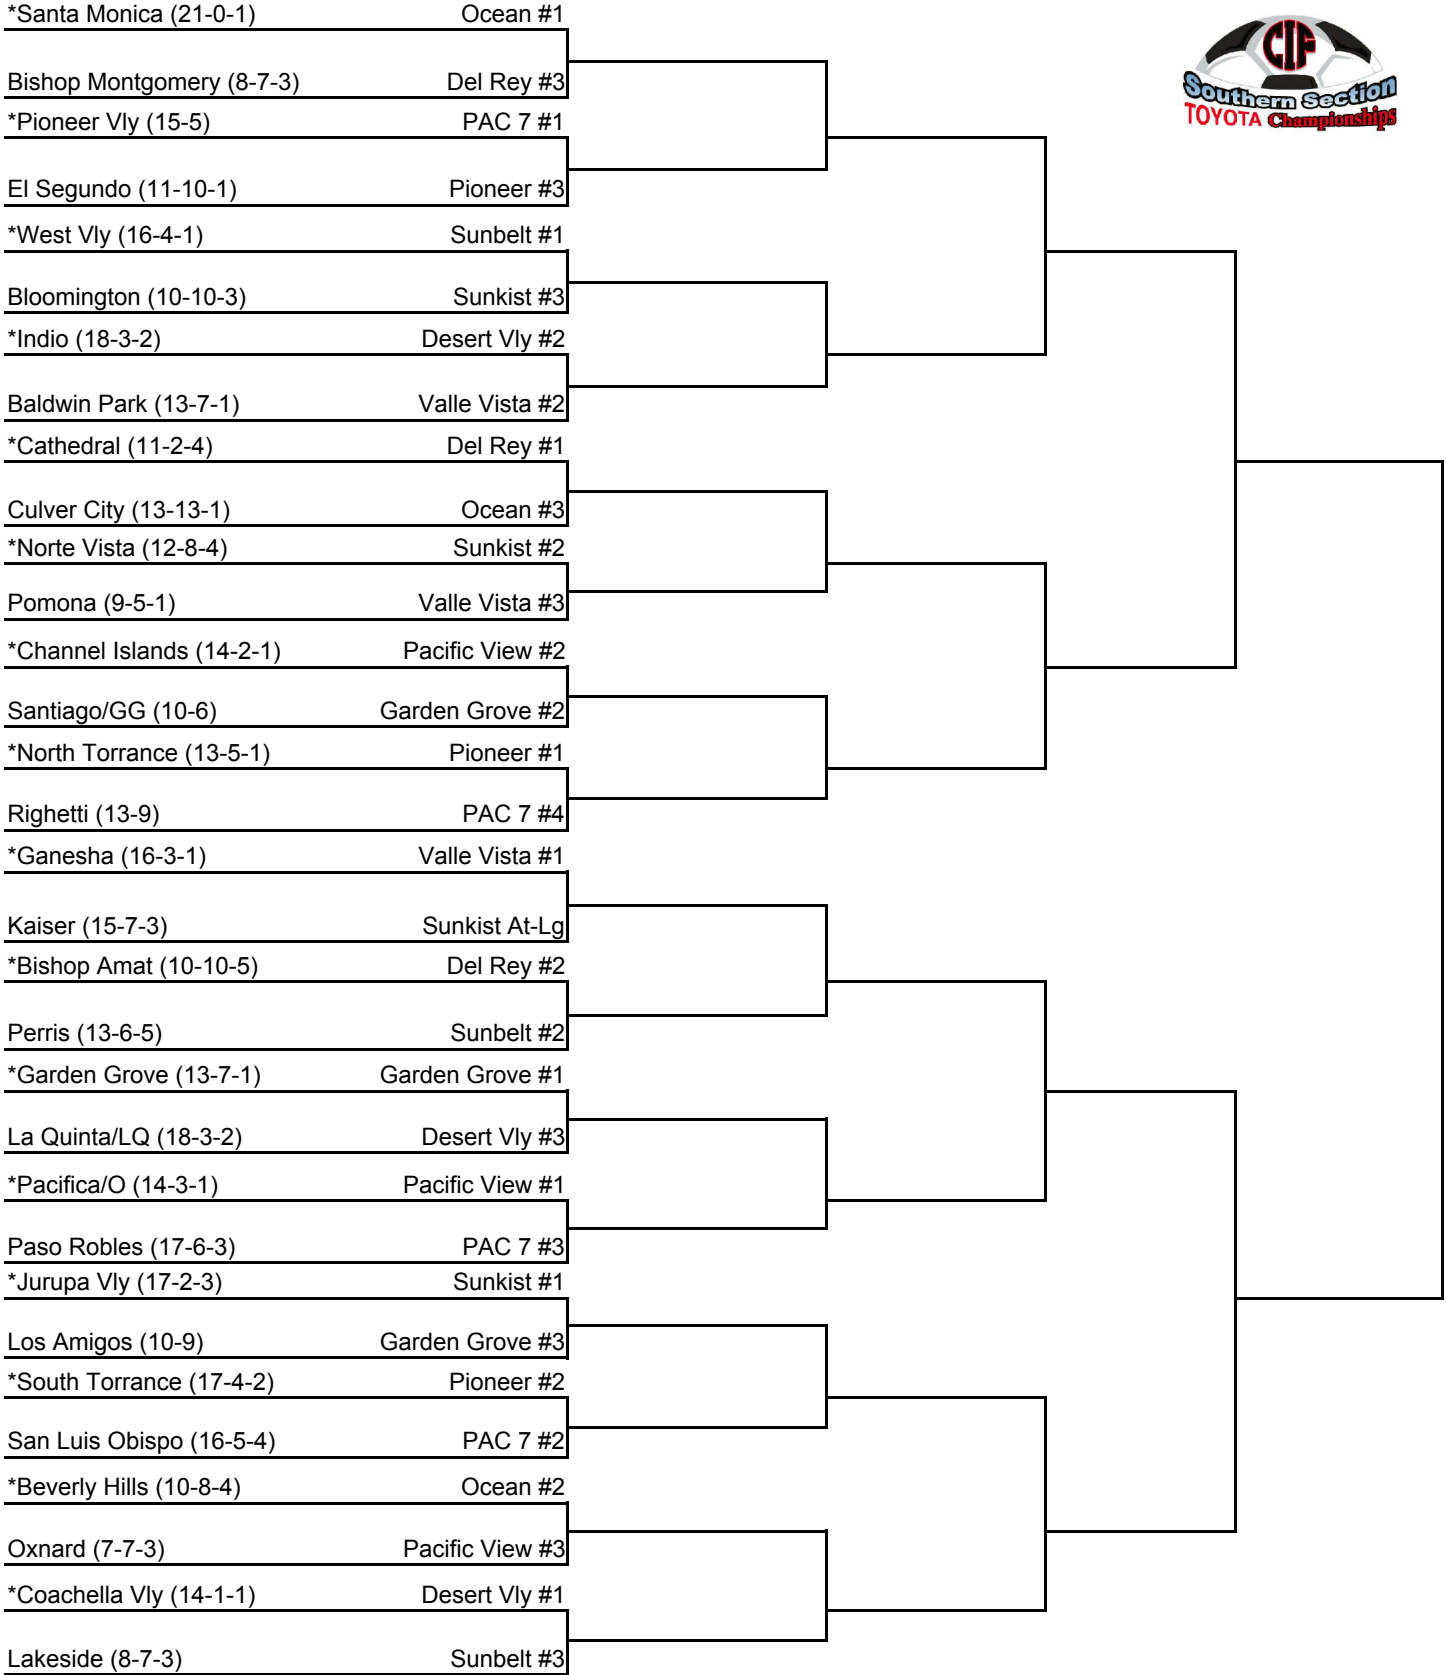 *Santa Monica (21-0-1) Ocean #1
CIF
Southern Section
TOYOTA Championships
Bishop Montgomery (8-7-3) Del Rey #3
*Pioneer Vly (15-5) PAC 7 #1
El Segundo (11-10-1) Pioneer #3
*West Vly (16-4-1) Sunbelt #1
Bloomington (10-10-3) Sunkist #3
*Indio (18-3-2) Desert Vly #2
Baldwin Park (13-7-1) Valle Vista #2
*Cathedral (11-2-4) Del Rey #1
Culver City (13-13-1) Ocean #3
*Norte Vista (12-8-4) Sunkist #2
Pomona (9-5-1) Valle Vista #3
*Channel Islands (14-2-1) Pacific View #2
Santiago/GG (10-6) Garden Grove #2
*North Torrance (13-5-1) Pioneer #1
Righetti (13-9) PAC 7 #4
*Ganesha (16-3-1) Valle Vista #1
Kaiser (15-7-3) Sunkist At-Lg
*Bishop Amat (10-10-5) Del Rey #2
Perris (13-6-5) Sunbelt #2
*Garden Grove (13-7-1) Garden Grove #1
La Quinta/LQ (18-3-2) Desert Vly #3
*Pacifica/O (14-3-1) Pacific View #1
Paso Robles (17-6-3) PAC 7 #3
*Jurupa Vly (17-2-3) Sunkist #1
Los Amigos (10-9) Garden Grove #3
*South Torrance (17-4-2) Pioneer #2
San Luis Obispo (16-5-4) PAC 7 #2
*Beverly Hills (10-8-4) Ocean #2
Oxnard (7-7-3) Pacific View #3
*Coachella Vly (14-1-1) Desert Vly #1
Lakeside (8-7-3) Sunbelt #3